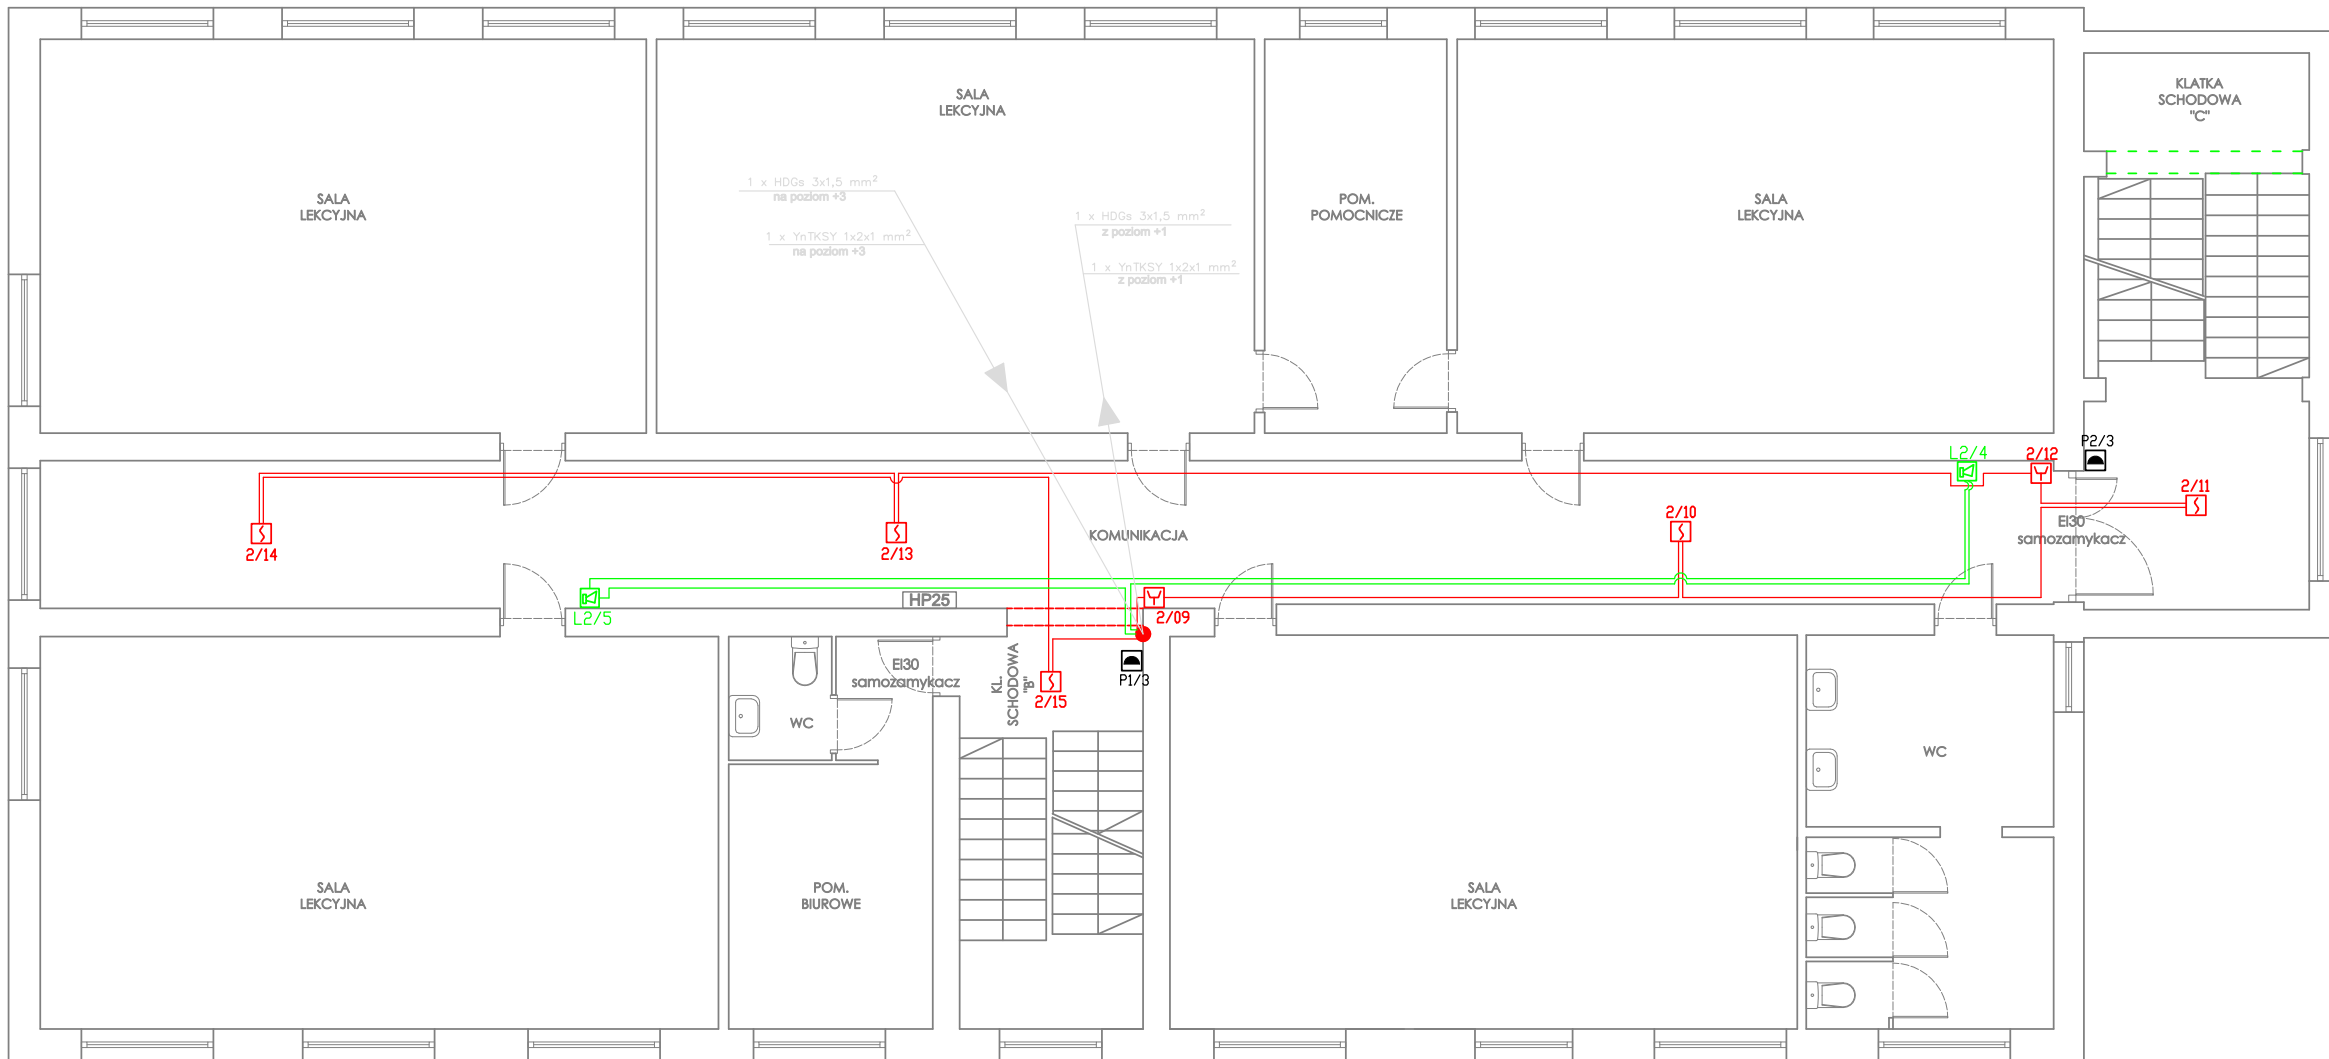 SALA
LEKCYJNA
KLATKA
SCHODOWA
"C"
1 x HDGs 3x1,5 mm²
na poziom +3
1 x YnTKSY 1x2x1 mm²
na poziom +3
1 x HDGs 3x1,5 mm²
z poziom +1
1 x YnTKSY 1x2x1 mm²
z poziom +1
SALA
LEKCYJNA
POM.
POMOCNICZE
SALA
LEKCYJNA
P2/3
L2/4
2/12
2/11
2/10
EI30
samozamykacz
KOMUNIKACJA
2/14
2/13
HP25
L2/5
2/09
EI30
samozamykacz
KL.
SCHODOWA
"B"
P1/3
2/15
WC
WC
SALA
LEKCYJNA
POM.
BIUROWE
SALA
LEKCYJNA